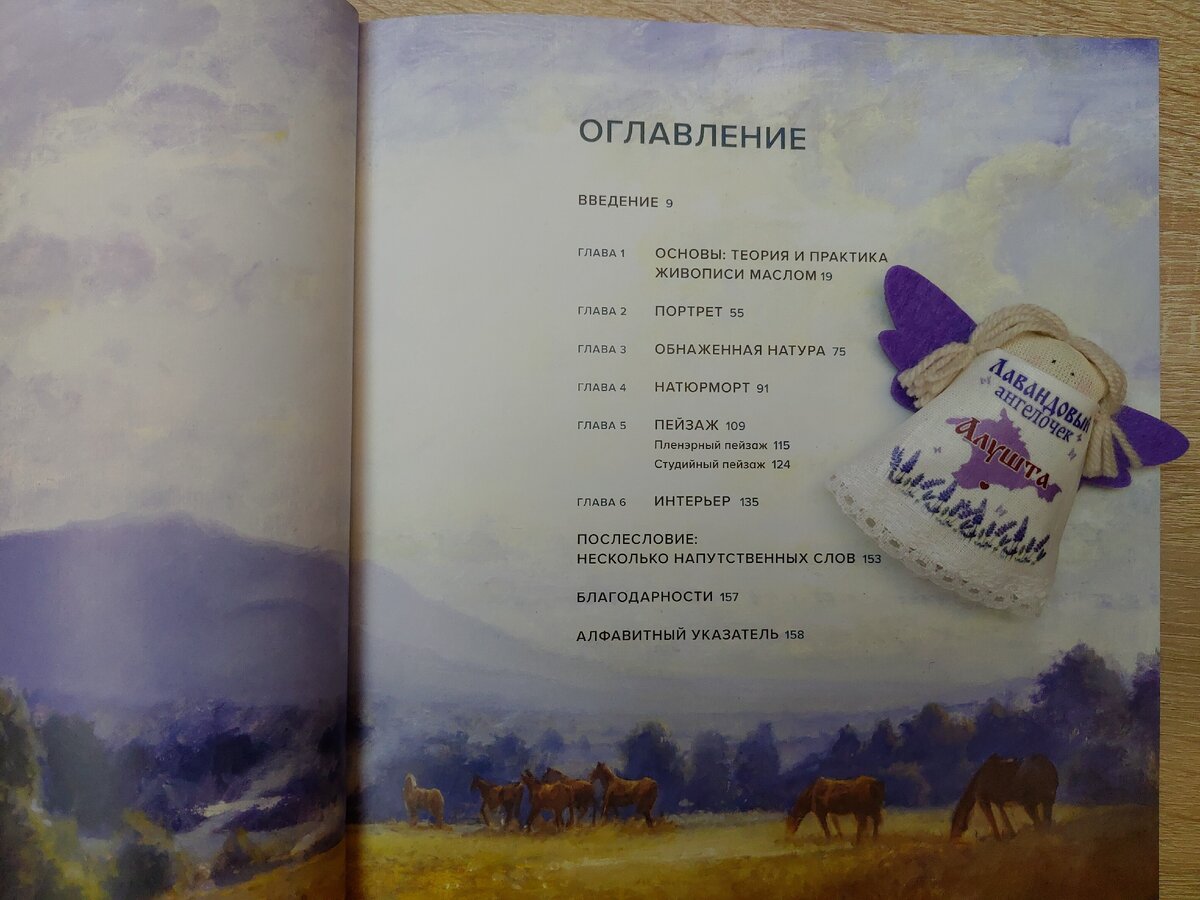 ОГЛАВЛЕНИЕ
ВВЕДЕНИЕ 9
ГЛАВА 1 ОСНОВЫ: ТЕОРИЯ И ПРАКТИКА
ЖИВОПИСИ МАСЛОМ 19
ГЛАВА 2 ПОРТРЕТ 55
ГЛАВА 3 ОБНАЖЕННАЯ НАТУРА 75
ГЛАВА 4 НАТЮРМОРТ 91
ГЛАВА 5 ПЕЙЗАЖ 109
Пленэрный пейзаж 115
Студийный пейзаж 124
ГЛАВА 6 ИНТЕРЬЕР 135
ПОСЛЕСЛОВИЕ:
НЕСКОЛЬКО НАПУТСТВЕННЫХ СЛОВ 153
БЛАГОДАРНОСТИ 157
АЛФАВИТНЫЙ УКАЗАТЕЛЬ 158
Лавандовый
ангелочек
Алушта